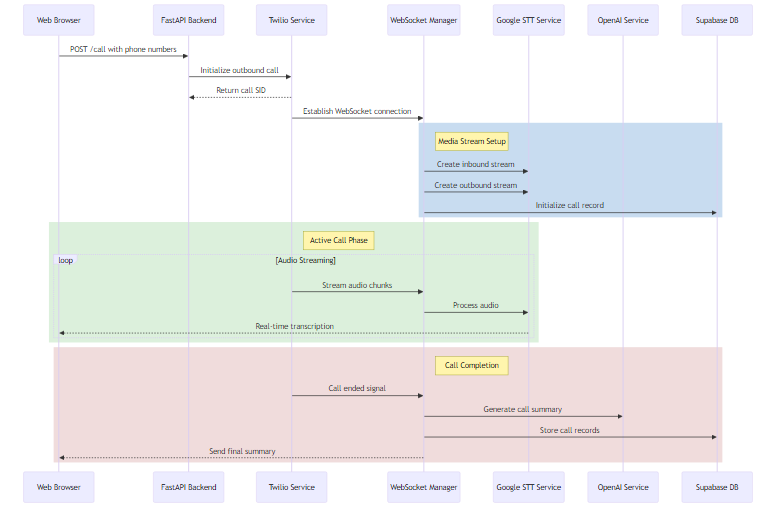 Web Browser
FastAPI Backend
Twilio Service
WebSocket Manager
Google STT Service
OpenAI Service
Supabase DB
POST /call with phone numbers
Initialize outbound call
Return call SID
Establish WebSocket connection
Media Stream Setup
Create inbound stream
Create outbound stream
Initialize call record
Active Call Phase
loop
[Audio Streaming]
Stream audio chunks
Process audio
Real-time transcription
Call Completion
Call ended signal
Generate call summary
Store call records
Send final summary
Web Browser
FastAPI Backend
Twilio Service
WebSocket Manager
Google STT Service
OpenAI Service
Supabase DB